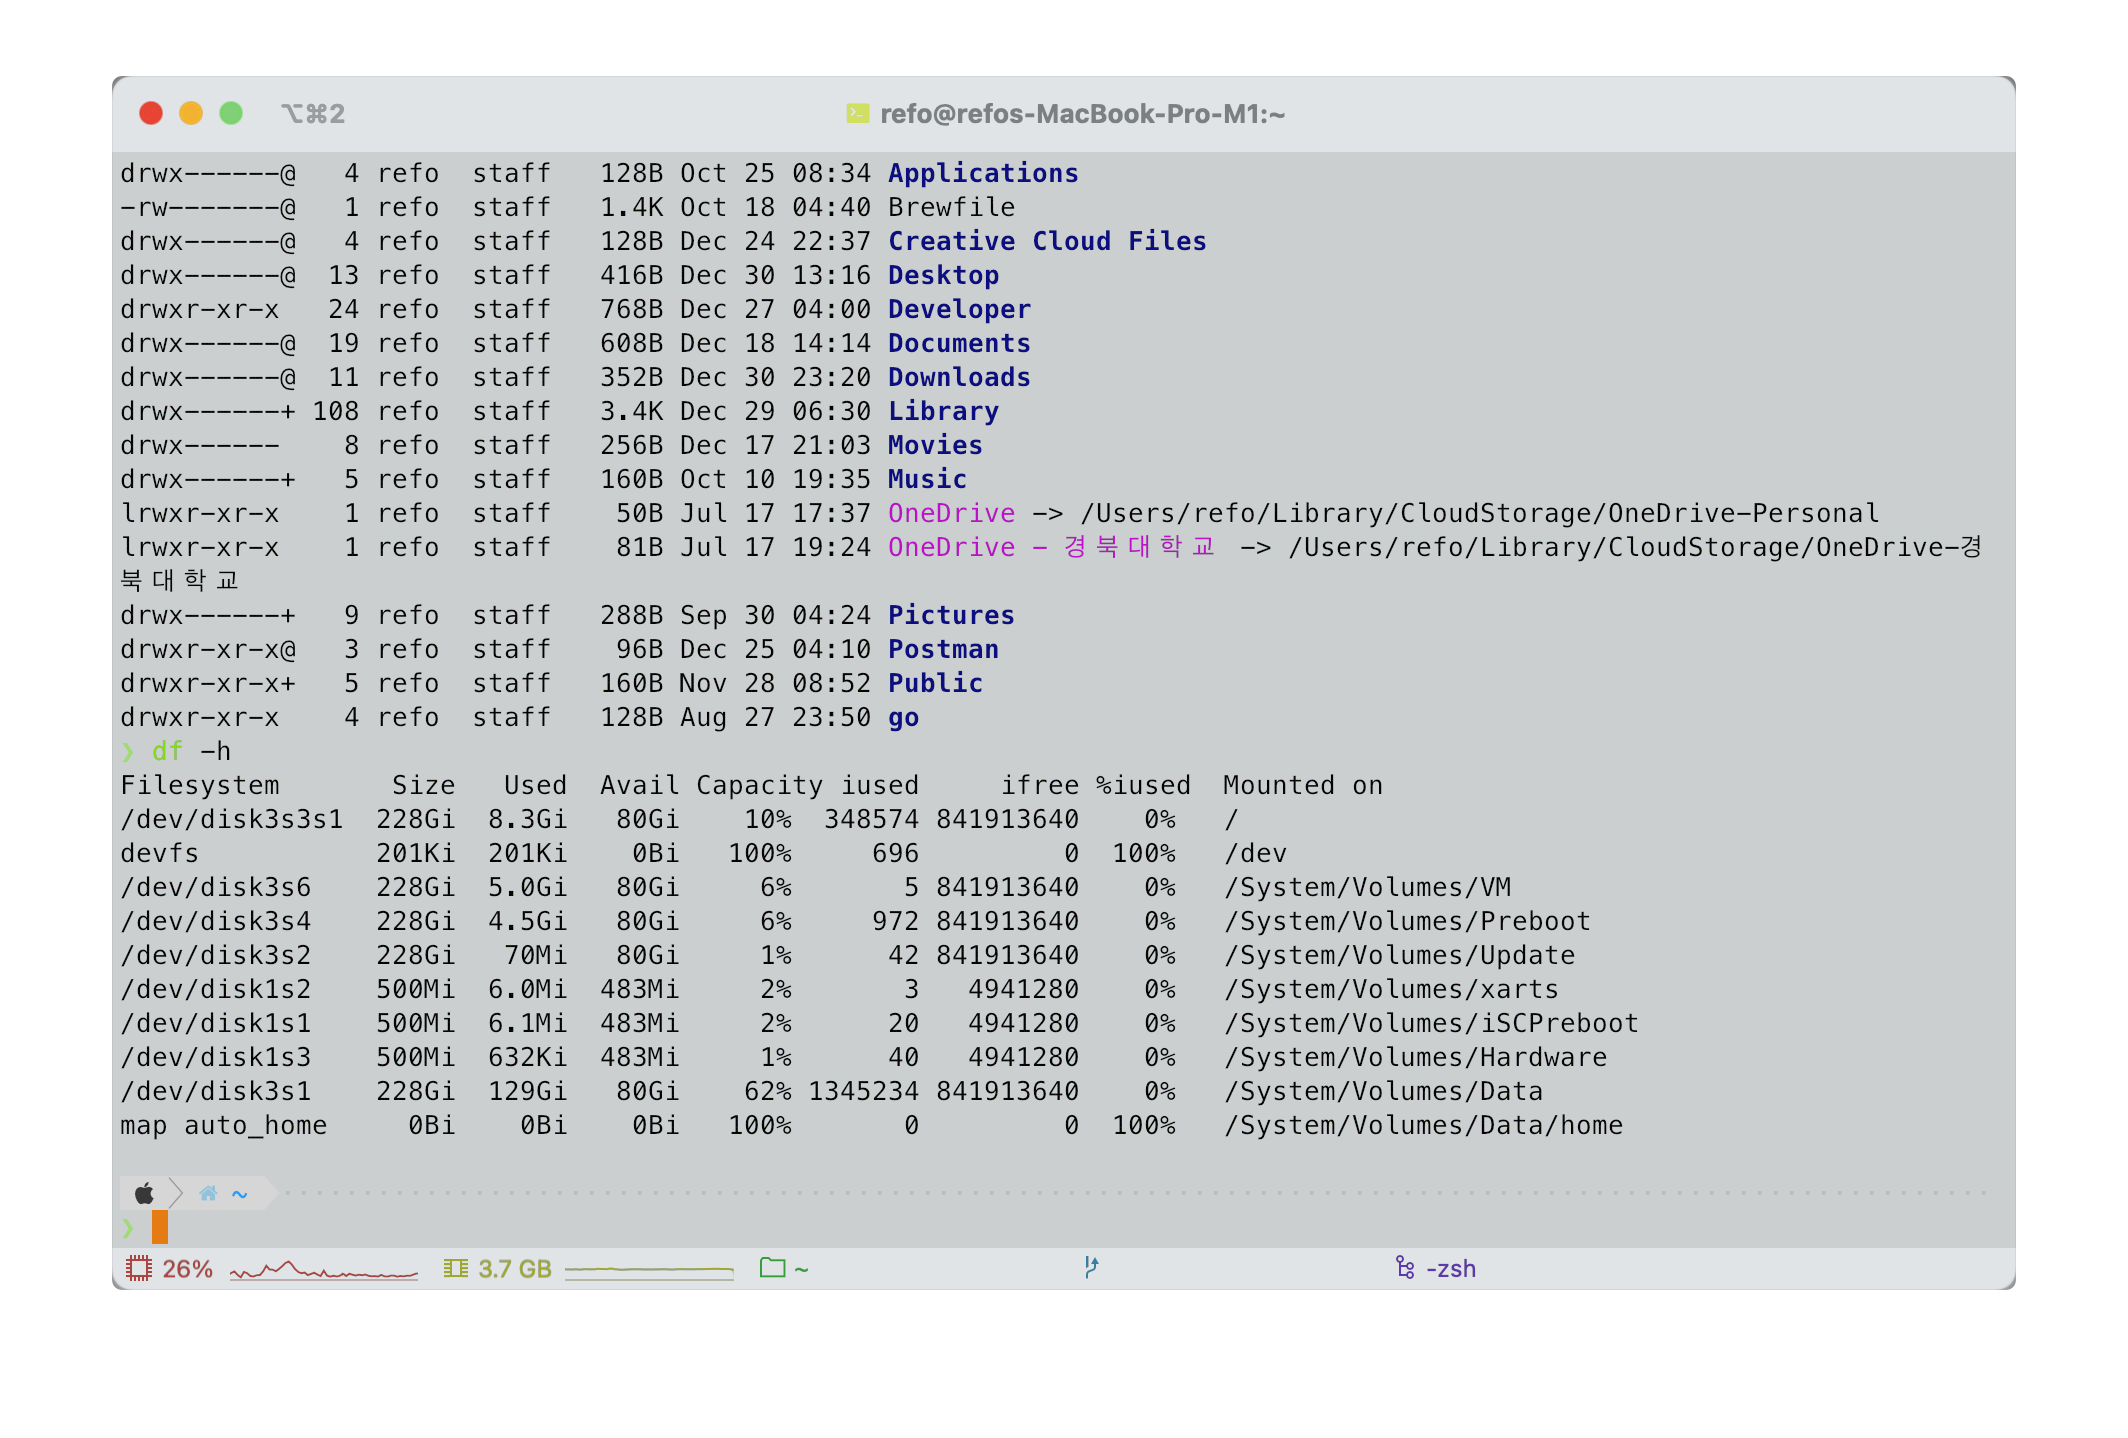 ⌥⌘2
refo@refos-MacBook-Pro-M1:~
drwx------@   4 refo  staff   128B Oct 25 08:34 Applications
-rw-------@   1 refo  staff   1.4K Oct 18 04:40 Brewfile
drwx------@   4 refo  staff   128B Dec 24 22:37 Creative Cloud Files
drwx------@  13 refo  staff   416B Dec 30 13:16 Desktop
drwxr-xr-x   24 refo  staff   768B Dec 27 04:00 Developer
drwx------@  19 refo  staff   608B Dec 18 14:14 Documents
drwx------@  11 refo  staff   352B Dec 30 23:20 Downloads
drwx------+ 108 refo  staff   3.4K Dec 29 06:30 Library
drwx------    8 refo  staff   256B Dec 17 21:03 Movies
drwx------+   5 refo  staff   160B Oct 10 19:35 Music
lrwxr-xr-x    1 refo  staff    50B Jul 17 17:37 OneDrive -> /Users/refo/Library/CloudStorage/OneDrive-Personal
lrwxr-xr-x    1 refo  staff    81B Jul 17 19:24 OneDrive - 경북대학교 -> /Users/refo/Library/CloudStorage/OneDrive-경
북대학교
drwx------+   9 refo  staff   288B Sep 30 04:24 Pictures
drwxr-xr-x@   3 refo  staff    96B Dec 25 04:10 Postman
drwxr-xr-x+   5 refo  staff   160B Nov 28 08:52 Public
drwxr-xr-x    4 refo  staff   128B Aug 27 23:50 go
❯ df -h
Filesystem       Size   Used  Avail Capacity iused     ifree %iused  Mounted on
/dev/disk3s3s1  228Gi  8.3Gi   80Gi    10%  348574 841913640    0%   /
devfs           201Ki  201Ki    0Bi   100%     696         0  100%   /dev
/dev/disk3s6    228Gi  5.0Gi   80Gi     6%       5 841913640    0%   /System/Volumes/VM
/dev/disk3s4    228Gi  4.5Gi   80Gi     6%     972 841913640    0%   /System/Volumes/Preboot
/dev/disk3s2    228Gi   70Mi   80Gi     1%      42 841913640    0%   /System/Volumes/Update
/dev/disk1s2    500Mi  6.0Mi  483Mi     2%       3   4941280    0%   /System/Volumes/xarts
/dev/disk1s1    500Mi  6.1Mi  483Mi     2%      20   4941280    0%   /System/Volumes/iSCPreboot
/dev/disk1s3    500Mi  632Ki  483Mi     1%      40   4941280    0%   /System/Volumes/Hardware
/dev/disk3s1    228Gi  129Gi   80Gi    62% 1345234 841913640    0%   /System/Volumes/Data
map auto_home     0Bi    0Bi    0Bi   100%       0         0  100%   /System/Volumes/Data/home
~
❯
26% 3.7 GB ~ -zsh